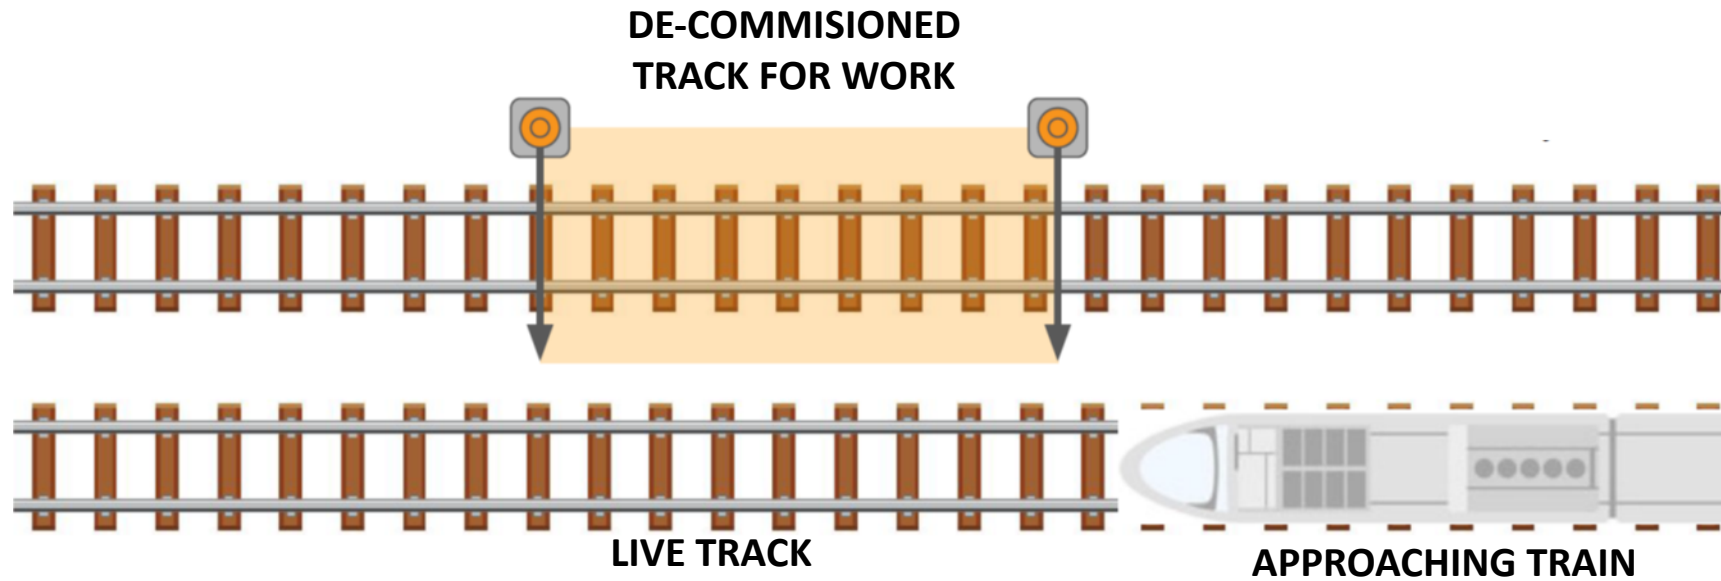 DE-COMMISIONED
TRACK FOR WORK
LIVE TRACK
APPROACHING TRAIN